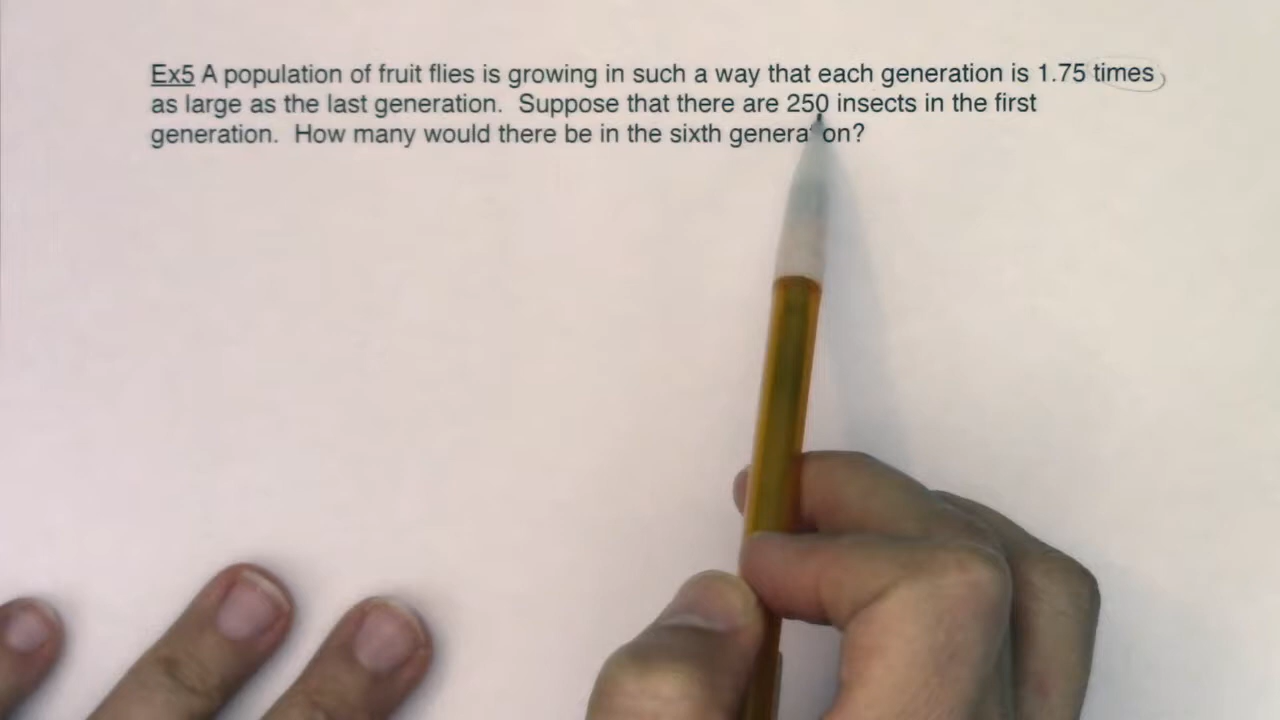 Ex5 A population of fruit flies is growing in such a way that each generation is 1.75 times
as large as the last generation. Suppose that there are 250 insects in the first
generation. How many would there be in the sixth generation?